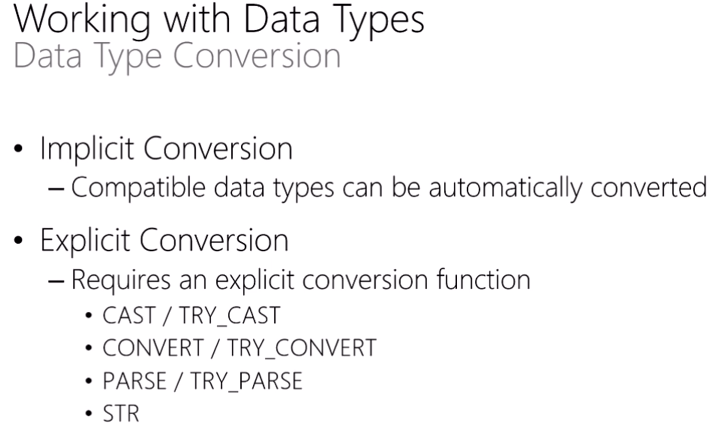 Working with Data Types
Data Type Conversion
• Implicit Conversion
– Compatible data types can be automatically converted
• Explicit Conversion
– Requires an explicit conversion function
• CAST / TRY_CAST
• CONVERT / TRY_CONVERT
• PARSE / TRY_PARSE
• STR